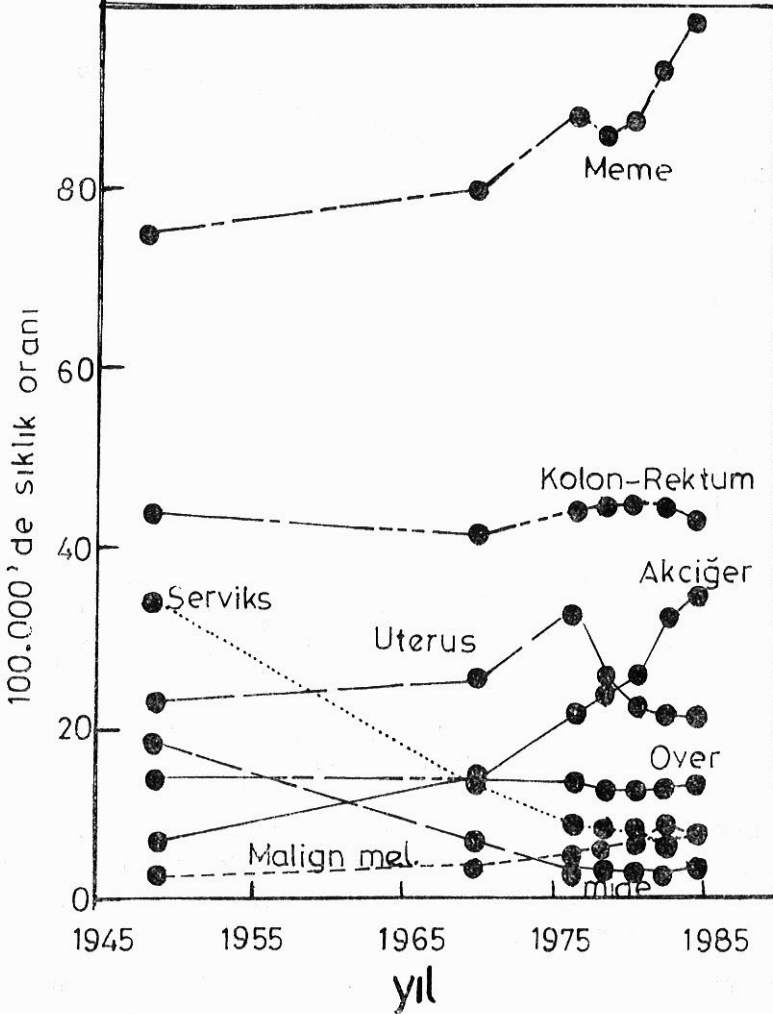 100.000'de sıklık oranı
80
60
40
20
0
Meme
Kolon-Rektum
Akciğer
Serviks
Uterus
Over
Malign mel.
mide
1945 1955 1965 1975 1985
yıl